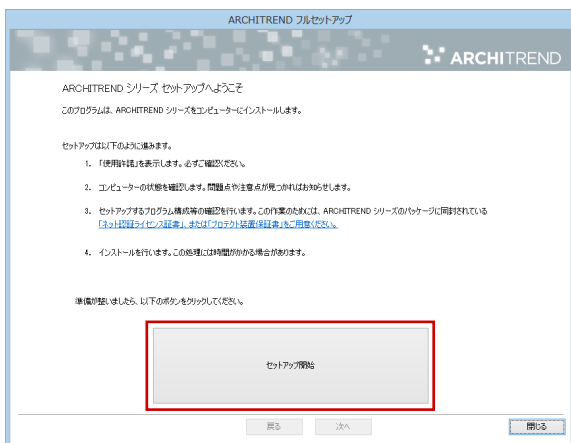 ARCHITREND フルセットアップ
ARCHITREND
ARCHITREND シリーズ セットアップへようこそ
このプログラムは、ARCHITREND シリーズをコンピューターにインストールします。
セットアップは以下のように進みます。
1. 「使用許諾」を表示します。必ずご確認ください。
2. コンピューターの状態を確認します。問題点や注意点が見つかればお知らせします。
3. セットアップするプログラム構成等の確認を行います。この作業のためには、ARCHITREND シリーズのパッケージに同封されている
「ネット認証ライセンス証書」、または「プロテクト装置保証書」をご用意ください。
4. インストールを行います。この処理には時間がかかる場合があります。
準備が整いましたら、以下のボタンをクリックしてください。
セットアップ開始
戻る 次へ 閉じる